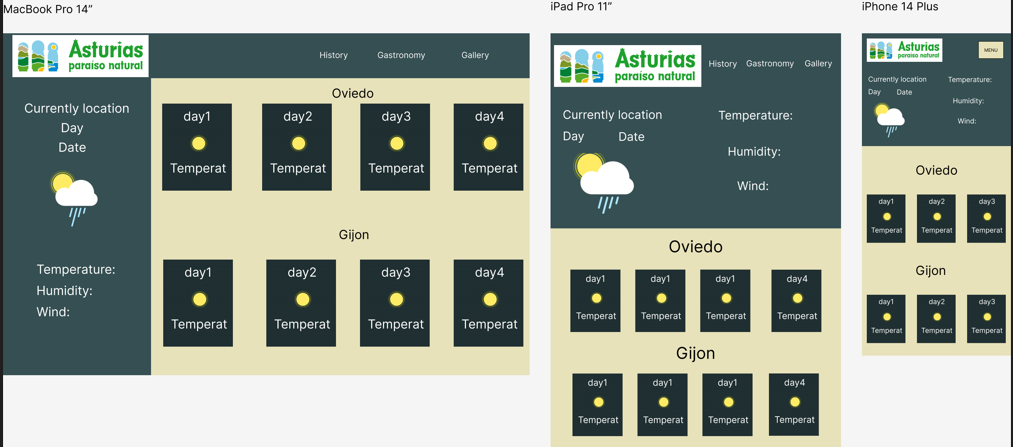 MacBook Pro 14”
Asturias
paraiso natural
History Gastronomy Gallery
Currently location
Day
Date
Temperature:
Humidity:
Wind:
Oviedo
day1 day2 day3 day4
Temperat Temperat Temperat Temperat
Gijon
day1 day2 day3 day4
Temperat Temperat Temperat Temperat
iPad Pro 11”
Asturias
paraiso natural
History Gastronomy Gallery
Currently location
Day Date
Temperature:
Humidity:
Wind:
Oviedo
day1 day1 day1 day4
Temperat Temperat Temperat Temperat
Gijon
day1 day1 day1 day4
Temperat Temperat Temperat Temperat
iPhone 14 Plus
Asturias
paraiso natural
MENU
Currently location
Day Date
Temperature:
Humidity:
Wind:
Oviedo
day1 day2 day3
Temperat Temperat Temperat
Gijon
day1 day2 day3
Temperat Temperat Temperat